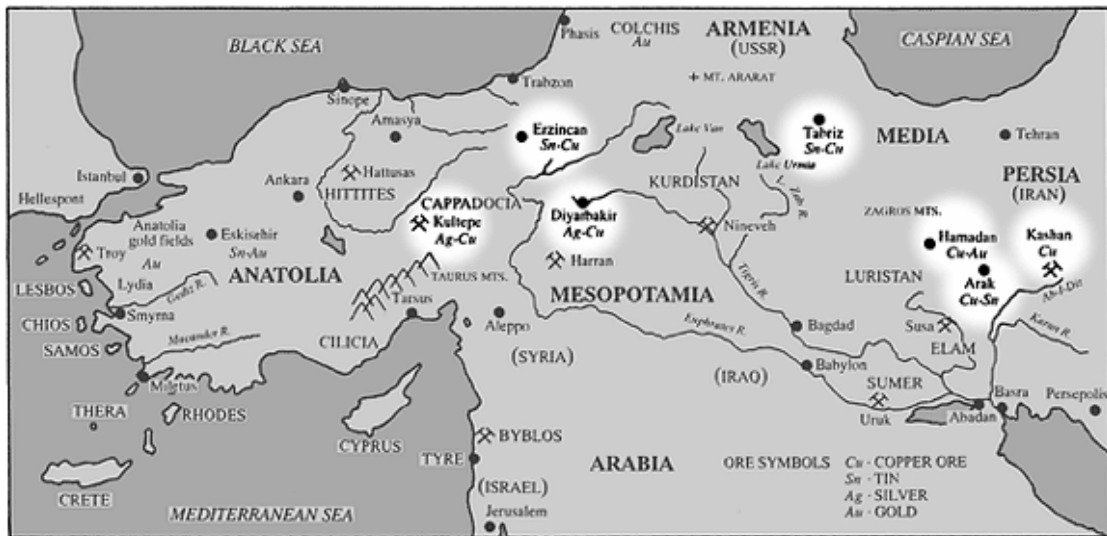 BLACK SEA
Phasis
COLCHIS
Au
ARMENIA
(USSR)
CASPIAN SEA
+ MT. ARARAT
Trabzon
Sinope
Amasya
Erzincan
Sn-Cu
Lake Van
Tabriz
Sn-Cu
MEDIA
Tehran
Lake Urmia
Istanbul
Hellespont
Ankara
Hattusas
HITTITES
CAPPADOCIA
Kultepe
Ag-Cu
Diyarbakir
Ag-Cu
KURDISTAN
L. Zab R.
Nineveh
PERSIA
(IRAN)
ZAGROS MTS.
Hamadan
Cu-Au
Kashan
Cu
Arak
Cu-Sn
LURISTAN
Troy
Anatolia
gold fields
Au
Eskisehir
Sn-Au
ANATOLIA
TAURUS MTS.
Harran
MESOPOTAMIA
Tigris R.
LESBOS
Lydia
Gediz R.
Smyrna
CHIOS
SAMOS
Tarsus
CILICIA
Aleppo
(SYRIA)
Euphrates R.
Bagdad
Susa
ELAM
Karun R.
Miletus
THERA
RHODES
CYPRUS
CRETE
MEDITERRANEAN SEA
BYBLOS
TYRE
(ISRAEL)
Jerusalem
ARABIA
(IRAQ)
Babylon
SUMER
Uruk
Abadan
Basra
Persepolis
ORE SYMBOLS
Cu - COPPER ORE
Sn - TIN
Ag - SILVER
Au - GOLD